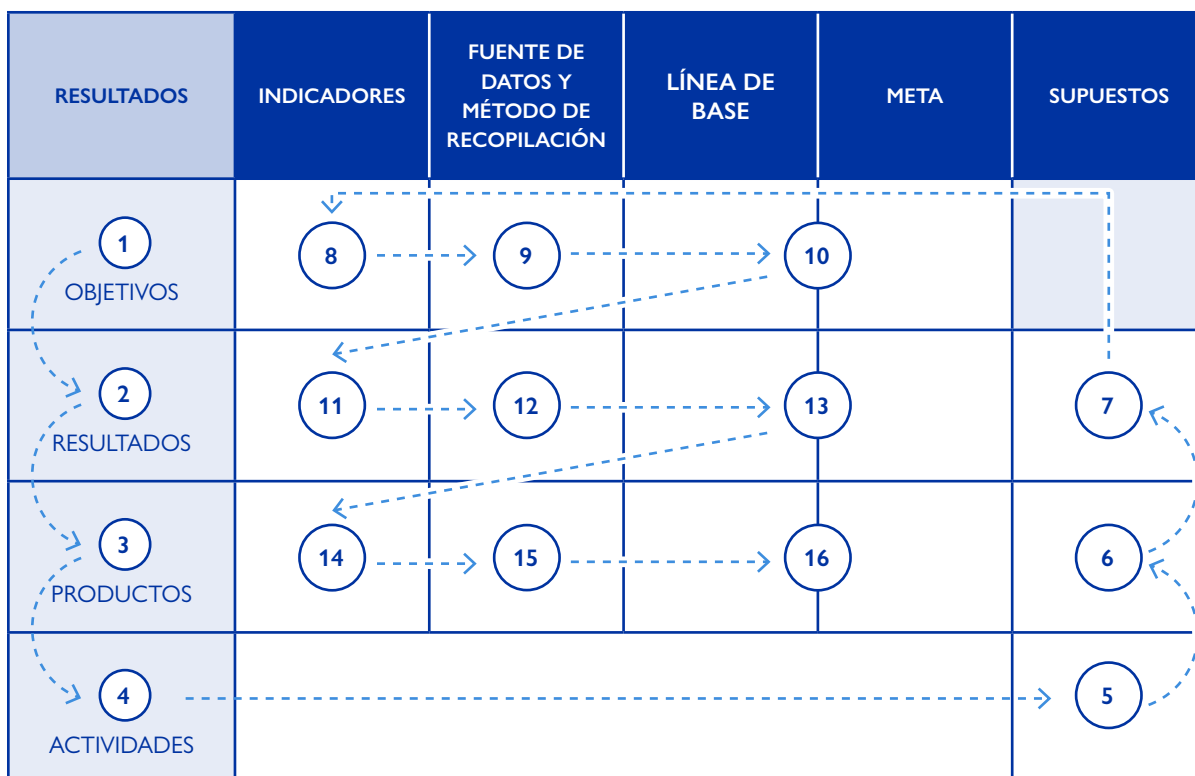 RESULTADOS
INDICADORES
FUENTE DE
DATOS Y
MÉTODO DE
RECOPILACIÓN
LÍNEA DE
BASE
META
SUPUESTOS
1
OBJETIVOS
8
9
10
2
RESULTADOS
11
12
13
7
3
PRODUCTOS
14
15
16
6
4
ACTIVIDADES
5